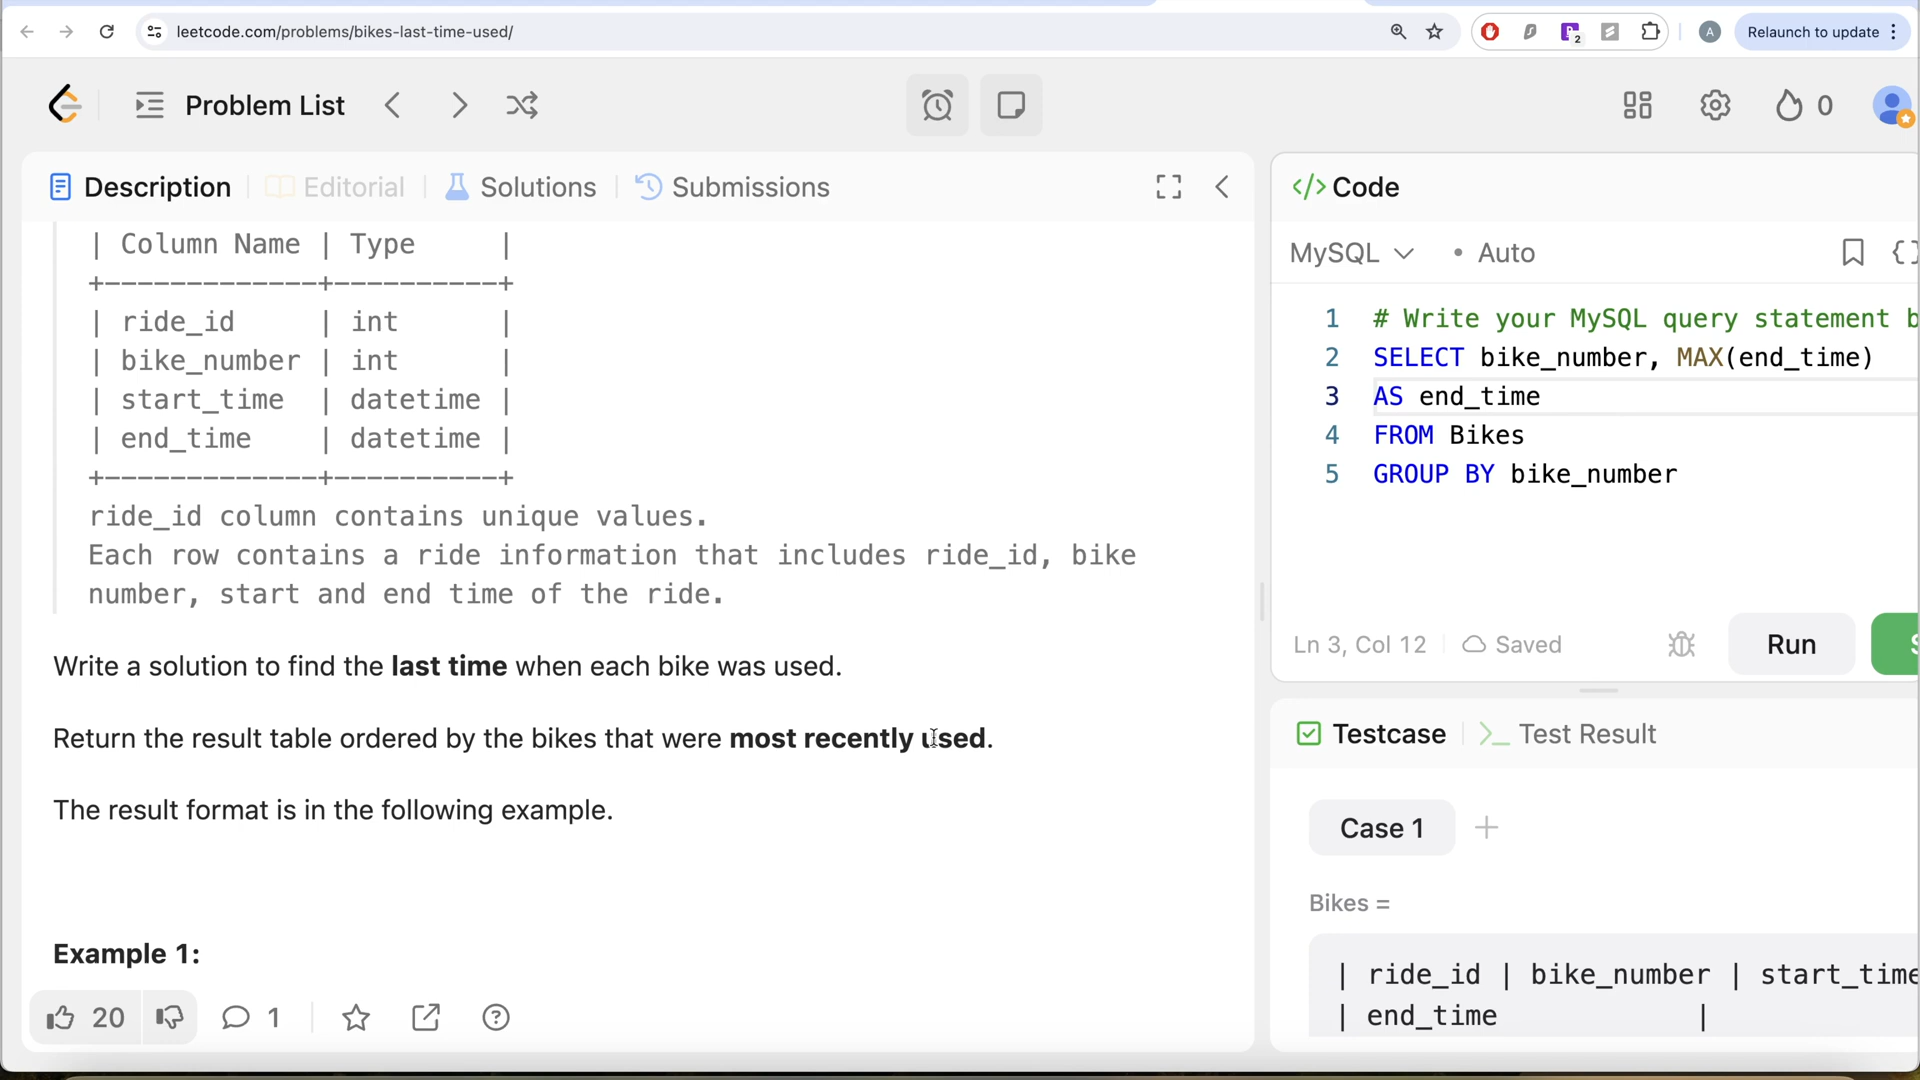 leetcode.com/problems/bikes-last-time-used/
2
A
Relaunch to update
Problem List
0
Description
Editorial
Solutions
Submissions
| Column Name | Type     |
+-------------+----------+
| ride_id     | int      |
| bike_number | int      |
| start_time  | datetime |
| end_time    | datetime |
+-------------+----------+
ride_id column contains unique values.
Each row contains a ride information that includes ride_id, bike
number, start and end time of the ride.
Write a solution to find the last time when each bike was used.
Return the result table ordered by the bikes that were most recently used.
The result format is in the following example.
Example 1:
20
1
</> Code
MySQL
• Auto
{}
1 # Write your MySQL query statement b
2 SELECT bike_number, MAX(end_time)
3 AS end_time
4 FROM Bikes
5 GROUP BY bike_number
Ln 3, Col 12
Saved
Run
S
Testcase
>_ Test Result
Case 1
+
Bikes =
| ride_id | bike_number | start_time
| end_time            |